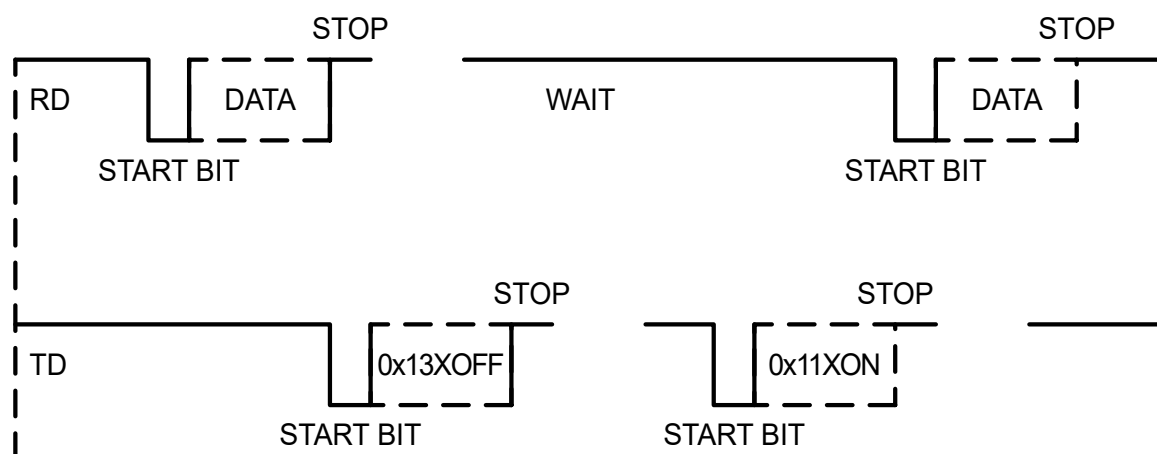 STOP STOP
RD DATA WAIT DATA
START BIT START BIT
STOP STOP
TD 0x13XOFF 0x11XON
START BIT START BIT